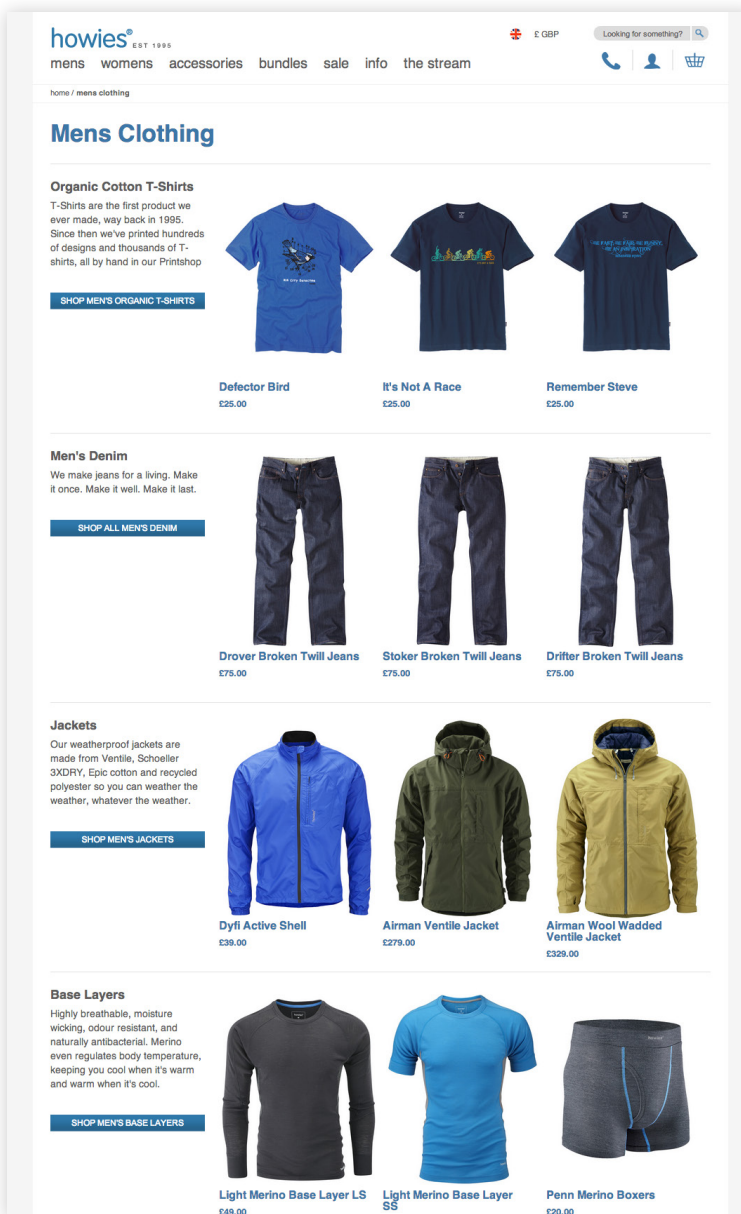 howies® EST 1995
£ GBP
Looking for something?
mens womens accessories bundles sale info the stream
home / mens clothing
Mens Clothing
Organic Cotton T-Shirts
T-Shirts are the first product we
ever made, way back in 1995.
Since then we've printed hundreds
of designs and thousands of T-
shirts, all by hand in our Printshop
SHOP MEN'S ORGANIC T-SHIRTS
Defector Bird
£25.00
It's Not A Race
£25.00
Remember Steve
£25.00
Men's Denim
We make jeans for a living. Make
it once. Make it well. Make it last.
SHOP ALL MEN'S DENIM
Drover Broken Twill Jeans
£75.00
Stoker Broken Twill Jeans
£75.00
Drifter Broken Twill Jeans
£75.00
Jackets
Our weatherproof jackets are
made from Ventile, Schoeller
3XDRY, Epic cotton and recycled
polyester so you can weather the
weather, whatever the weather.
SHOP MEN'S JACKETS
Dyfi Active Shell
£39.00
Airman Ventile Jacket
£279.00
Airman Wool Wadded
Ventile Jacket
£329.00
Base Layers
Highly breathable, moisture
wicking, odour resistant, and
naturally antibacterial. Merino
even regulates body temperature,
keeping you cool when it's warm
and warm when it's cool.
SHOP MEN'S BASE LAYERS
Light Merino Base Layer LS
£49.00
Light Merino Base Layer
SS
Penn Merino Boxers
£20.00